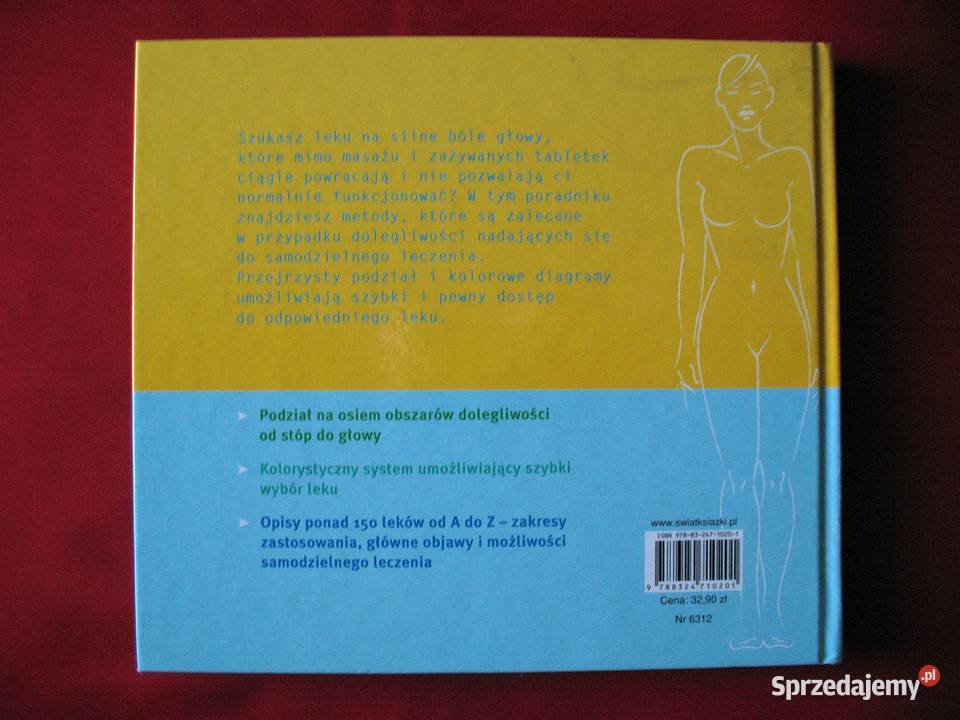 Szukasz leku na silne bóle głowy,
które mimo masażu i zażywanych tabletek
ciągle powracają i nie pozwalają ci
normalnie funkcjonować? W tym poradniku
znajdziesz metody, które są zalecane
w przypadku dolegliwości nadających się
do samodzielnego leczenia.
Przejrzysty podział i kolorowe diagramy
umożliwiają szybki i pewny dostęp
do odpowiedniego leku.
➤ Podział na osiem obszarów dolegliwości
od stóp do głowy
➤ Kolorystyczny system umożliwiający szybki
wybór leku
➤ Opisy ponad 150 leków od A do Z – zakresy
zastosowania, główne objawy i możliwości
samodzielnego leczenia
www.swiatksiazki.pl
ISBN 978-83-247-1020-1
9 788324 710201
Cena: 32,90 zł
Nr 6312
Sprzedajemy.pl